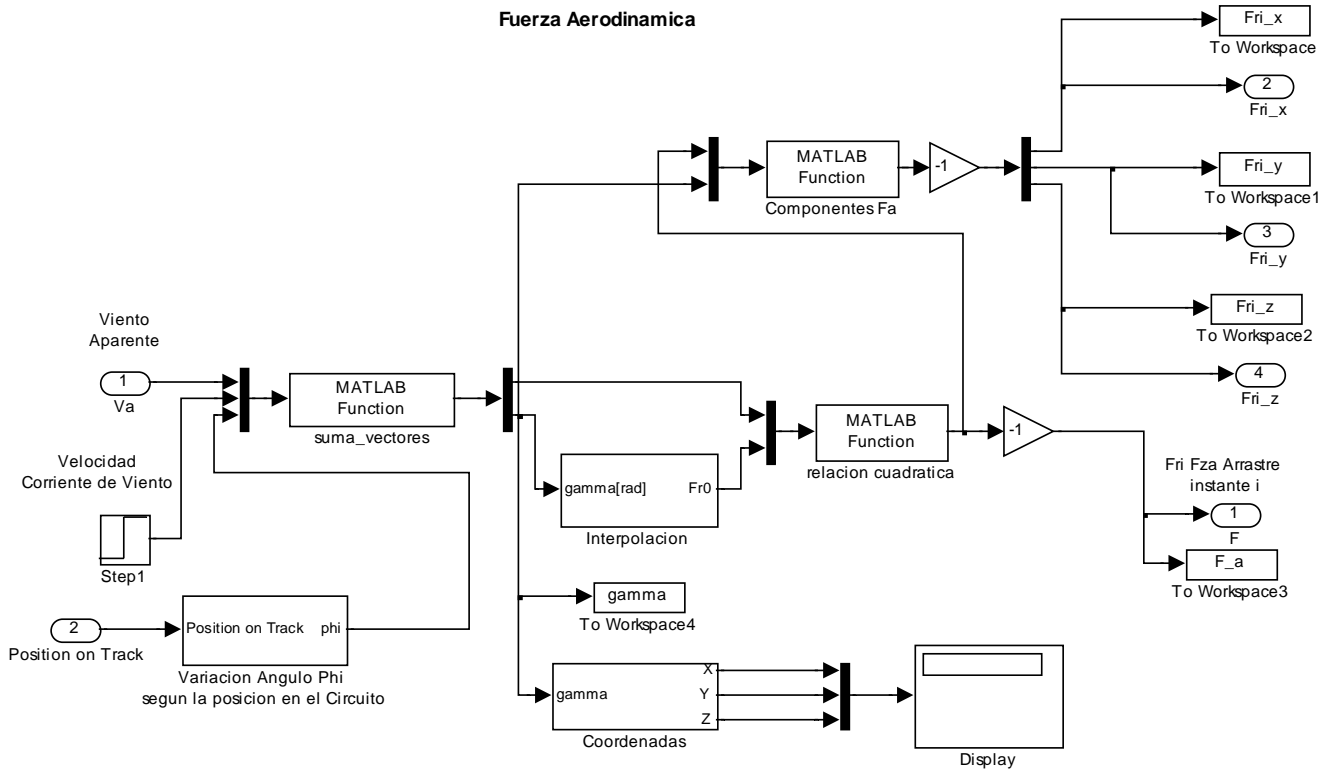 Fuerza Aerodinamica
Fri_x
To Workspace
2
Fri_x
MATLAB
Function
Componentes Fa
-1
Fri_y
To Workspace1
3
Fri_y
Fri_z
To Workspace2
4
Fri_z
Viento
Aparente
1
Va
MATLAB
Function
suma_vectores
MATLAB
Function
relacion cuadratica
-1
Velocidad
Corriente de Viento
Step1
gamma[rad]
Fr0
Interpolacion
Fri Fza Arrastre
instante i
1
F
F_a
To Workspace3
gamma
To Workspace4
2
Position on Track
Position on Track
phi
Variacion Angulo Phi
segun la posicion en el Circuito
gamma
X
Y
Z
Coordenadas
Display